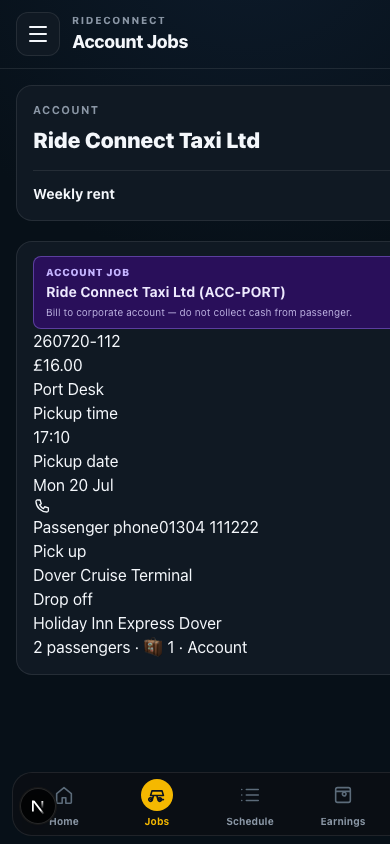 RIDECONNECT
Account Jobs
ACCOUNT
Ride Connect Taxi Ltd
Weekly rent
ACCOUNT JOB
Ride Connect Taxi Ltd (ACC-PORT)
Bill to corporate account — do not collect cash from passenger.
260720-112
£16.00
Port Desk
Pickup time
17:10
Pickup date
Mon 20 Jul
Passenger phone01304 111222
Pick up
Dover Cruise Terminal
Drop off
Holiday Inn Express Dover
2 passengers · 🧳 1 · Account
N
Home
Jobs
Schedule
Earnings